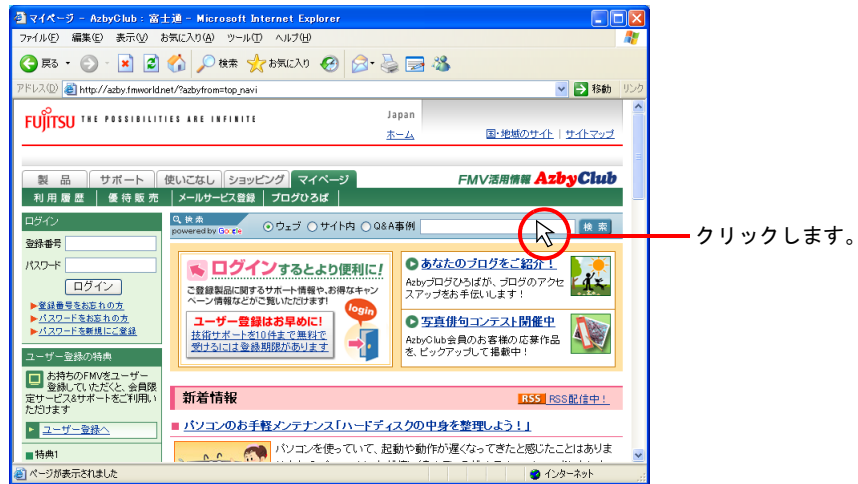 マイページ - AzbyClub : 富士通 - Microsoft Internet Explorer
ファイル(F) 編集(E) 表示(V) お気に入り(A) ツール(T) ヘルプ(H)
戻る 検索 お気に入り
アドレス(D) http://azby.fmworld.net/?azbyfrom=top_navi 移動 リンク
FUJITSU THE POSSIBILITIES ARE INFINITE
Japan
ホーム 国・地域のサイト | サイトマップ
製 品 サポート 使いこなし ショッピング マイページ FMV活用情報 AzbyClub
利用履歴 優待販売 メールサービス登録 ブログひろば
ログイン
登録番号
パスワード
ログイン
▶登録番号をお忘れの方
▶パスワードをお忘れの方
▶パスワードを新規にご登録
検索
powered by Google
ウェブ サイト内 Q&A事例 検索
クリックします。
ログインするとより便利に!
ご登録製品に関するサポート情報や、お得なキャン
ペーン情報などがご覧いただけます!
login
ユーザー登録はお早めに!
技術サポートを10件まで無料で
受けるには登録期限があります
あなたのブログをご紹介!
Azbyブログひろばが、ブログのアクセ
スアップをお手伝いします!
写真俳句コンテスト開催中
AzbyClub会員のお客様の応募作品
を、ピックアップして掲載中!
ユーザー登録の特典
お持ちのFMVをユーザー
登録していただくと、会員限
定サービス&サポートをご利用い
ただけます
ユーザー登録へ
■特典1
新着情報 RSS RSS配信中!
■ パソコンのお手軽メンテナンス「ハードディスクの中身を整理しよう!」
パソコンを使っていて、起動や動作が遅くなってきたと感じたことはありま
ページが表示されました インターネット